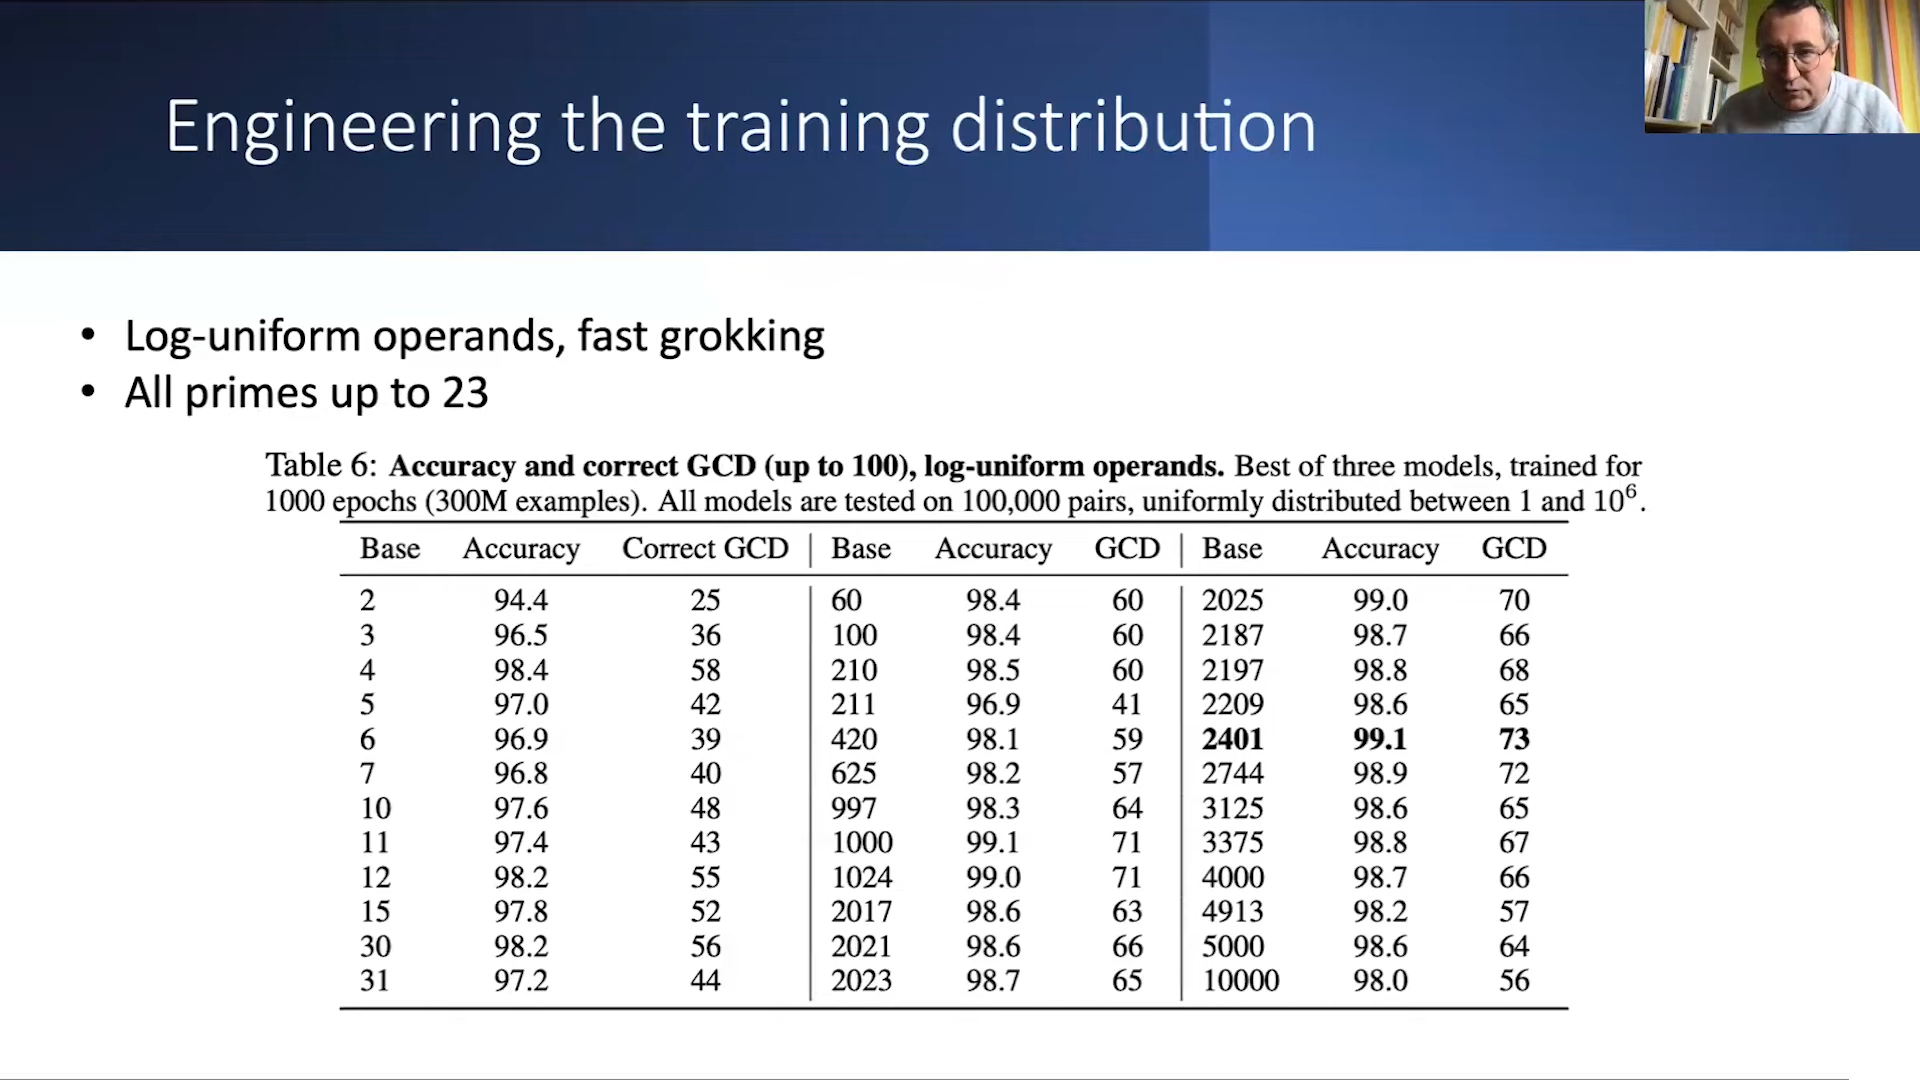 Engineering the training distribution
• Log-uniform operands, fast grokking
• All primes up to 23
Table 6: Accuracy and correct GCD (up to 100), log-uniform operands. Best of three models, trained for
1000 epochs (300M examples). All models are tested on 100,000 pairs, uniformly distributed between 1 and 10⁶.
Base Accuracy Correct GCD Base Accuracy GCD Base Accuracy GCD
2 94.4 25 60 98.4 60 2025 99.0 70
3 96.5 36 100 98.4 60 2187 98.7 66
4 98.4 58 210 98.5 60 2197 98.8 68
5 97.0 42 211 96.9 41 2209 98.6 65
6 96.9 39 420 98.1 59 2401 99.1 73
7 96.8 40 625 98.2 57 2744 98.9 72
10 97.6 48 997 98.3 64 3125 98.6 65
11 97.4 43 1000 99.1 71 3375 98.8 67
12 98.2 55 1024 99.0 71 4000 98.7 66
15 97.8 52 2017 98.6 63 4913 98.2 57
30 98.2 56 2021 98.6 66 5000 98.6 64
31 97.2 44 2023 98.7 65 10000 98.0 56